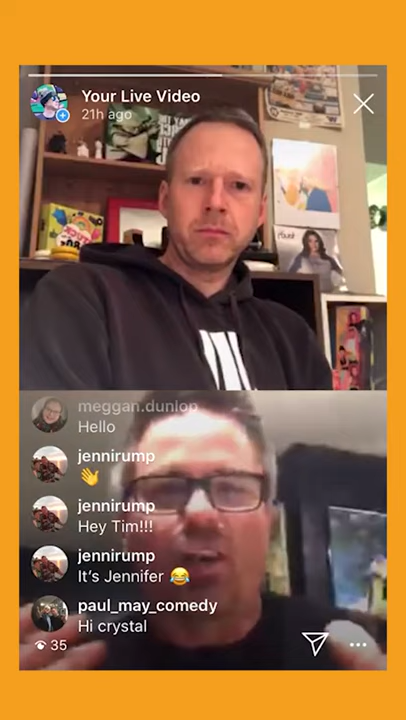 Your Live Video
21h ago
meggan.dunlop
Hello
jennirump
👋
jennirump
Hey Tim!!!
jennirump
It's Jennifer 😂
paul_may_comedy
Hi crystal
35